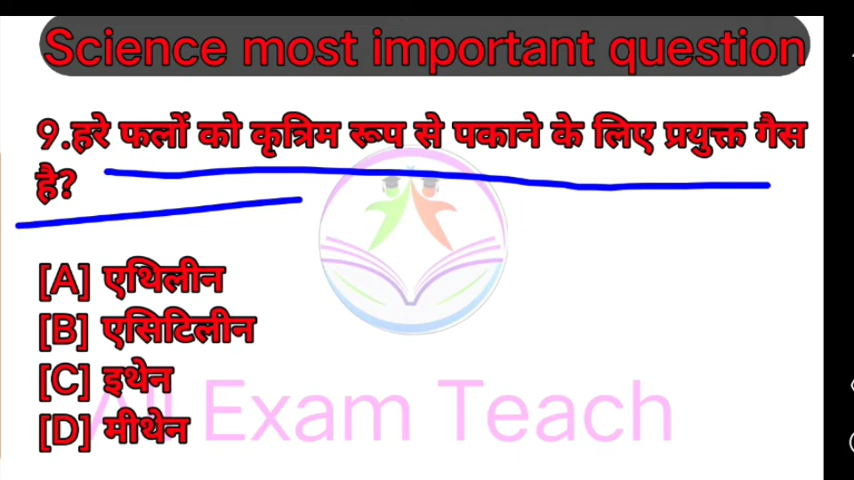 Science most important question
9.हरे फलों को कृत्रिम रूप से पकाने के लिए प्रयुक्त गैस
है?
[A] एथिलीन
[B] एसिटिलीन
[C] इथेन
[D] मीथेन
All Exam Teach